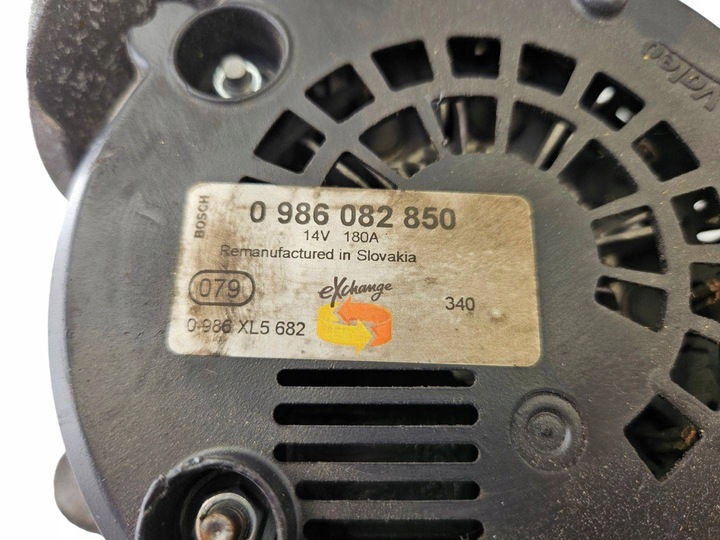 Valeo
BOSCH
0 986 082 850
14V 180A
Remanufactured in Slovakia
079
eXchange
340
0 986 XL5 682